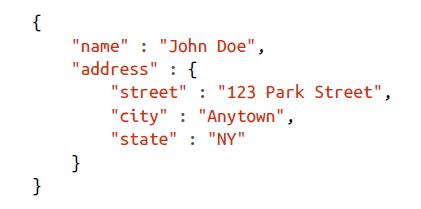 {
"name" : "John Doe",
"address" : {
"street" : "123 Park Street",
"city" : "Anytown",
"state" : "NY"
}
}